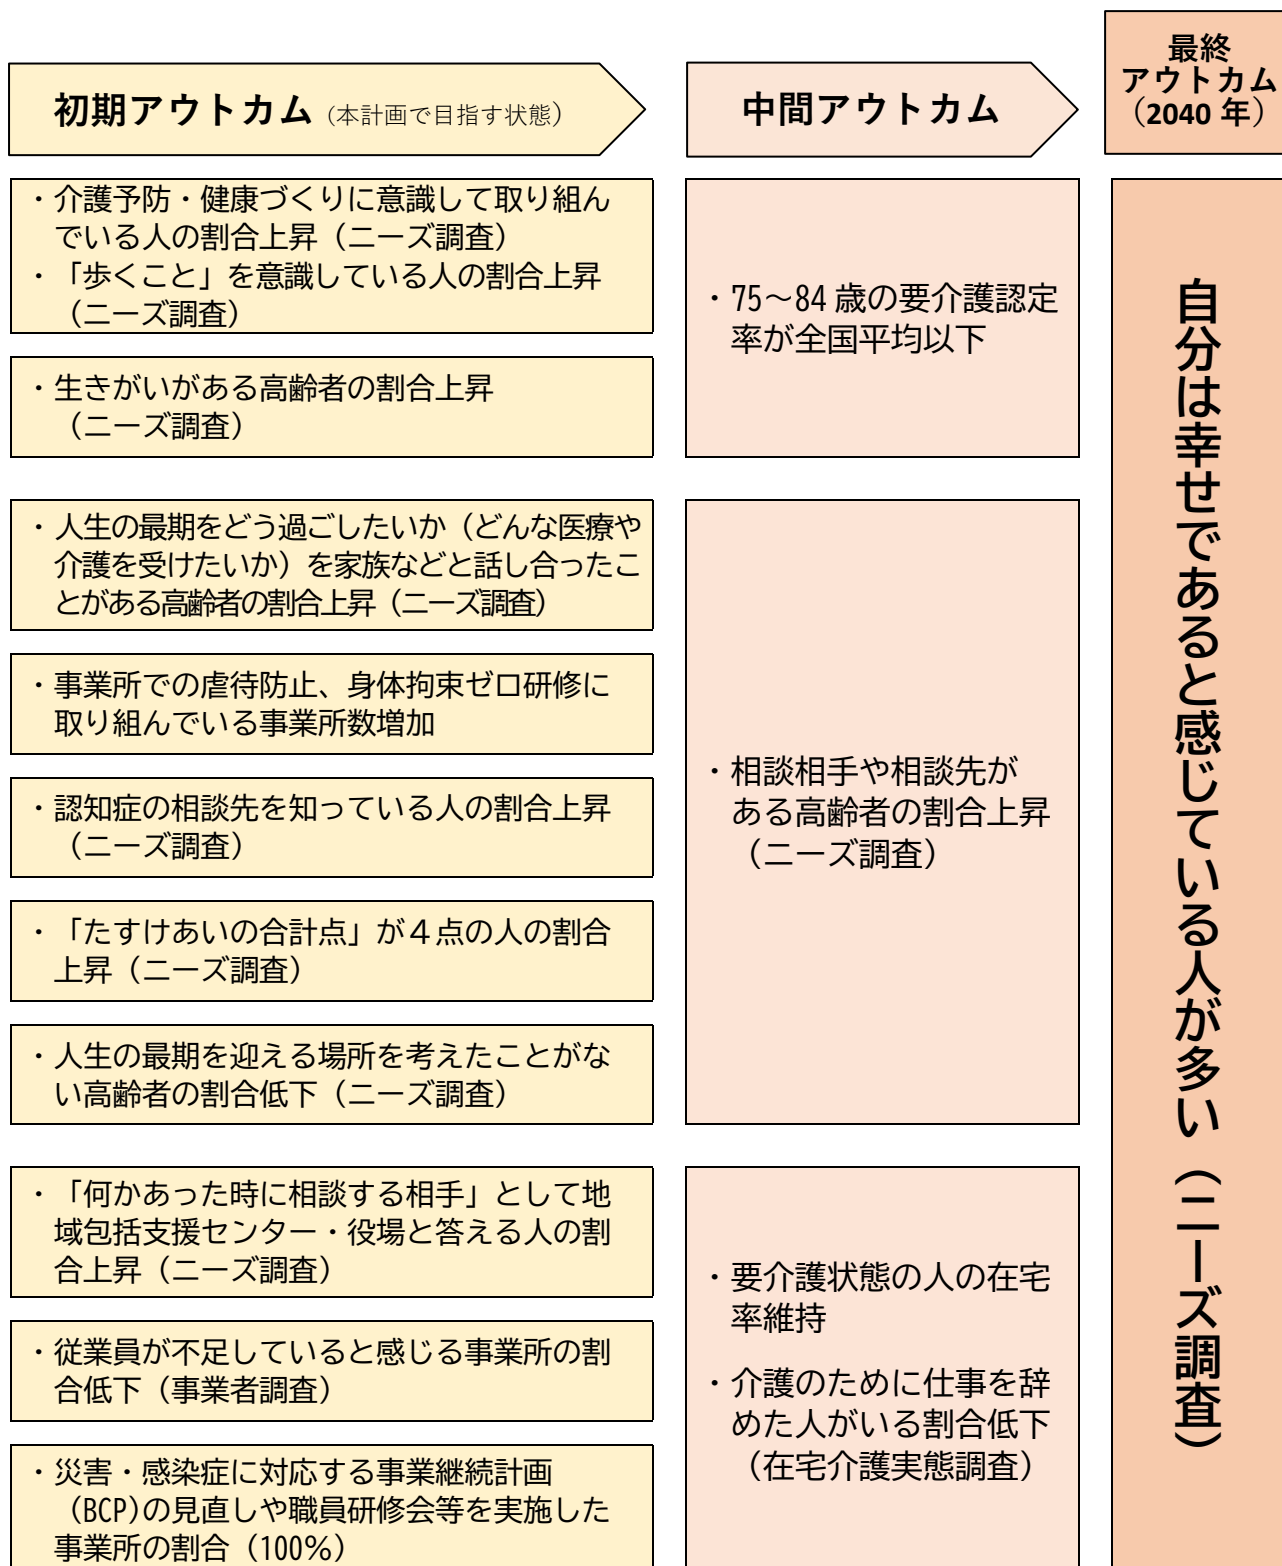 初期アウトカム（本計画で目指す状態）
中間アウトカム
最終
アウトカム
（2040 年）
・介護予防・健康づくりに意識して取り組ん
でいる人の割合上昇（ニーズ調査）
・「歩くこと」を意識している人の割合上昇
（ニーズ調査）
・生きがいがある高齢者の割合上昇
（ニーズ調査）
・75～84 歳の要介護認定
率が全国平均以下
・人生の最期をどう過ごしたいか（どんな医療や
介護を受けたいか）を家族などと話し合ったこ
とがある高齢者の割合上昇（ニーズ調査）
・事業所での虐待防止、身体拘束ゼロ研修に
取り組んでいる事業所数増加
・認知症の相談先を知っている人の割合上昇
（ニーズ調査）
・「たすけあいの合計点」が４点の人の割合
上昇（ニーズ調査）
・人生の最期を迎える場所を考えたことがな
い高齢者の割合低下（ニーズ調査）
・相談相手や相談先が
ある高齢者の割合上昇
（ニーズ調査）
・「何かあった時に相談する相手」として地
域包括支援センター・役場と答える人の割
合上昇（ニーズ調査）
・従業員が不足していると感じる事業所の割
合低下（事業者調査）
・災害・感染症に対応する事業継続計画
（BCP)の見直しや職員研修会等を実施した
事業所の割合（100％）
・要介護状態の人の在宅
率維持
・介護のために仕事を辞
めた人がいる割合低下
（在宅介護実態調査）
自分は幸せであると感じている人が多い（ニーズ調査）